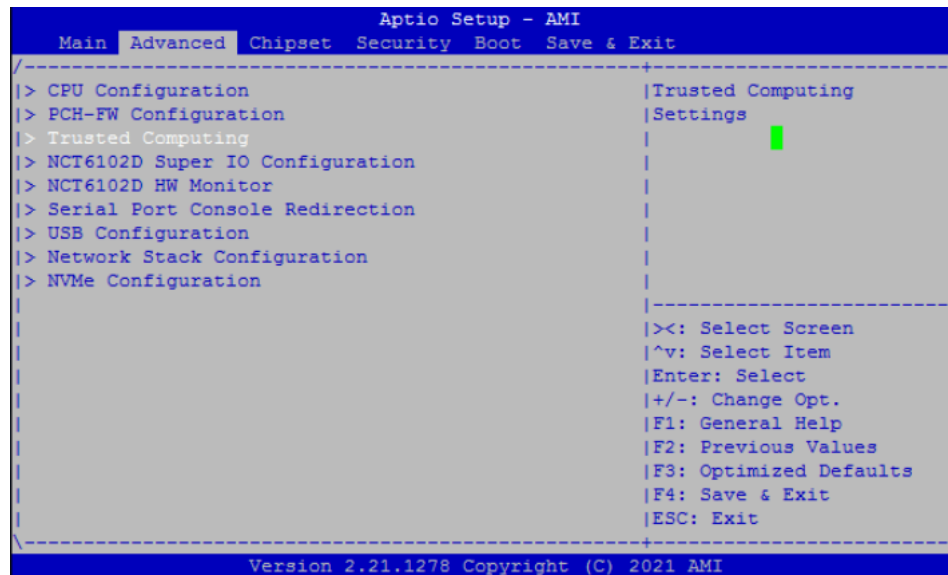 Aptio Setup - AMI
Main Advanced Chipset Security Boot Save & Exit
/----------------------------------------------------+-------------------------
|> CPU Configuration |Trusted Computing
|> PCH-FW Configuration |Settings
|> Trusted Computing |
|> NCT6102D Super IO Configuration |
|> NCT6102D HW Monitor |
|> Serial Port Console Redirection |
|> USB Configuration |
|> Network Stack Configuration |
|> NVMe Configuration |
| |-------------------------
| |><: Select Screen
| |^v: Select Item
| |Enter: Select
| |+/-: Change Opt.
| |F1: General Help
| |F2: Previous Values
| |F3: Optimized Defaults
| |F4: Save & Exit
| |ESC: Exit
\----------------------------------------------------+-------------------------
Version 2.21.1278 Copyright (C) 2021 AMI